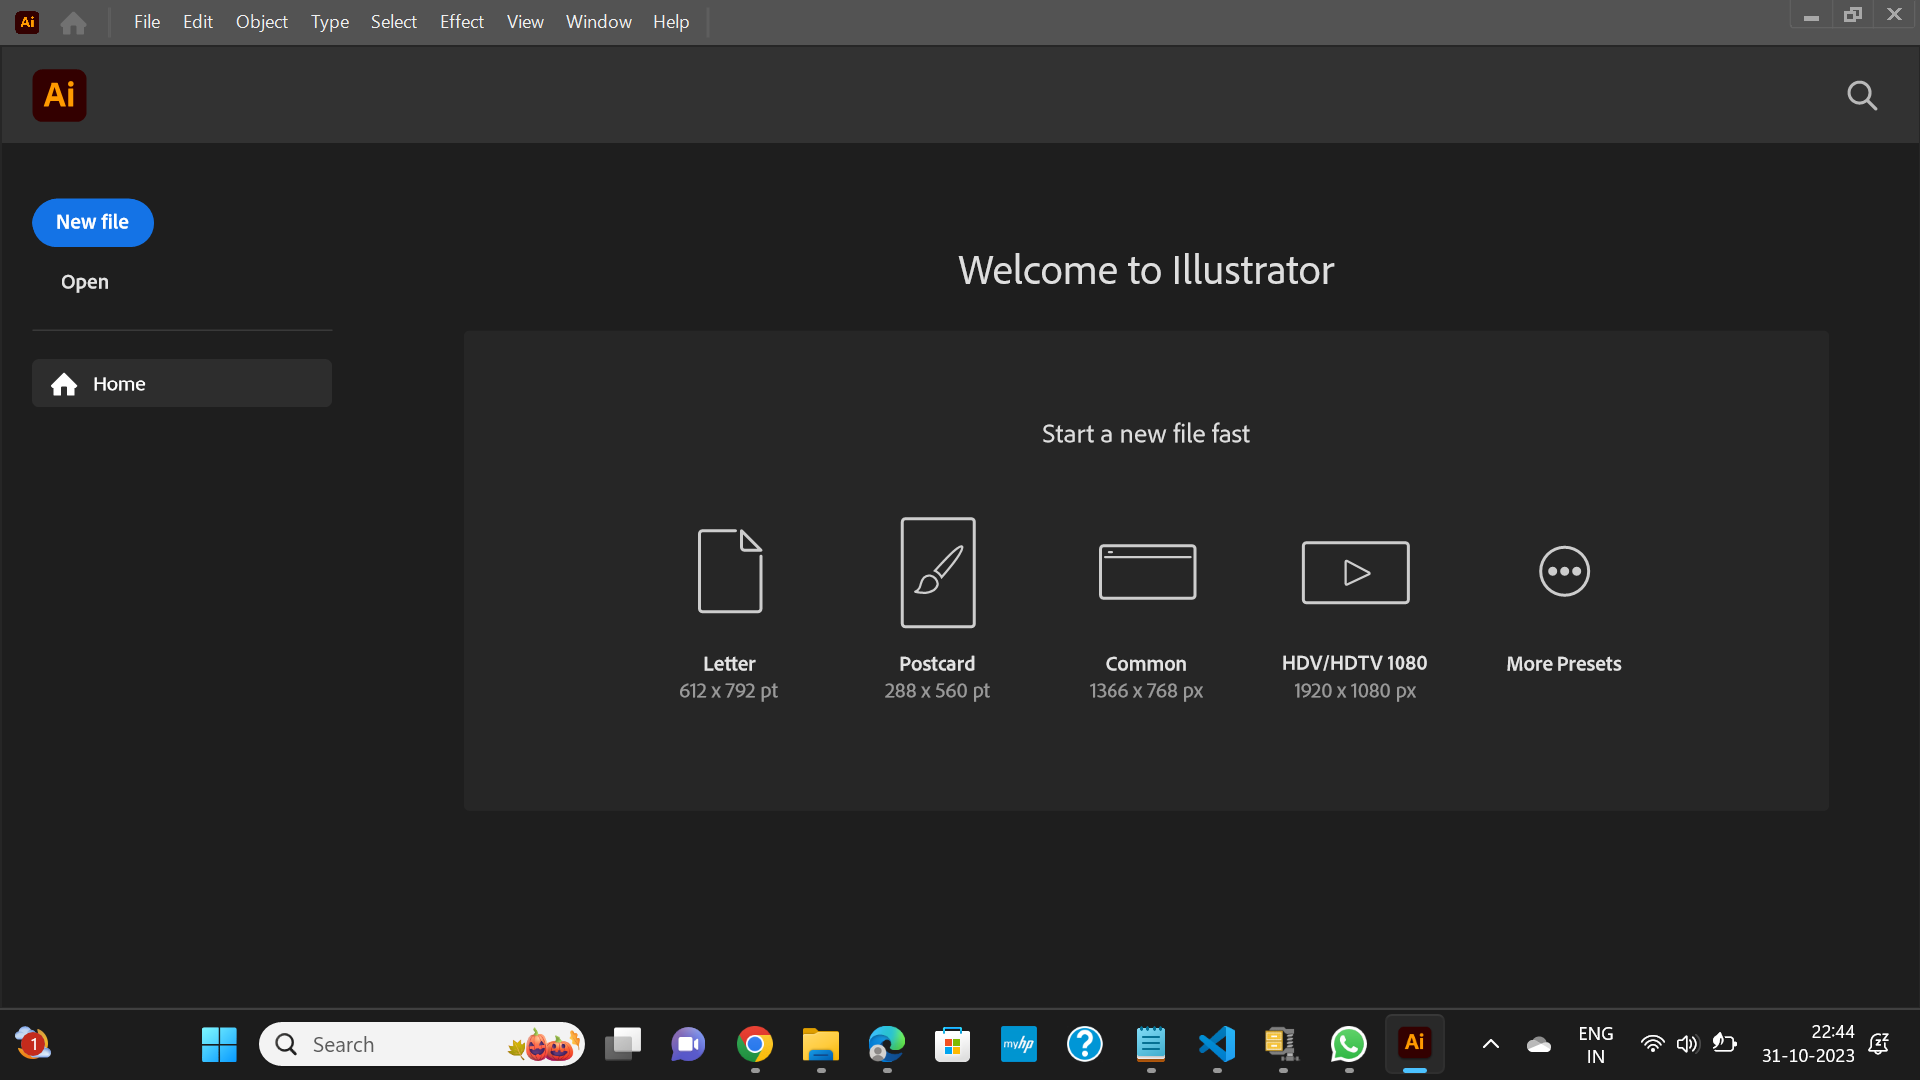 Ai File Edit Object Type Select Effect View Window Help
Ai
New file
Open
Home
Welcome to Illustrator
Start a new file fast
Letter
612 x 792 pt
Postcard
288 x 560 pt
Common
1366 x 768 px
HDV/HDTV 1080
1920 x 1080 px
More Presets
1
Search
myhp
?
Ai
ENG
IN
22:44
31-10-2023